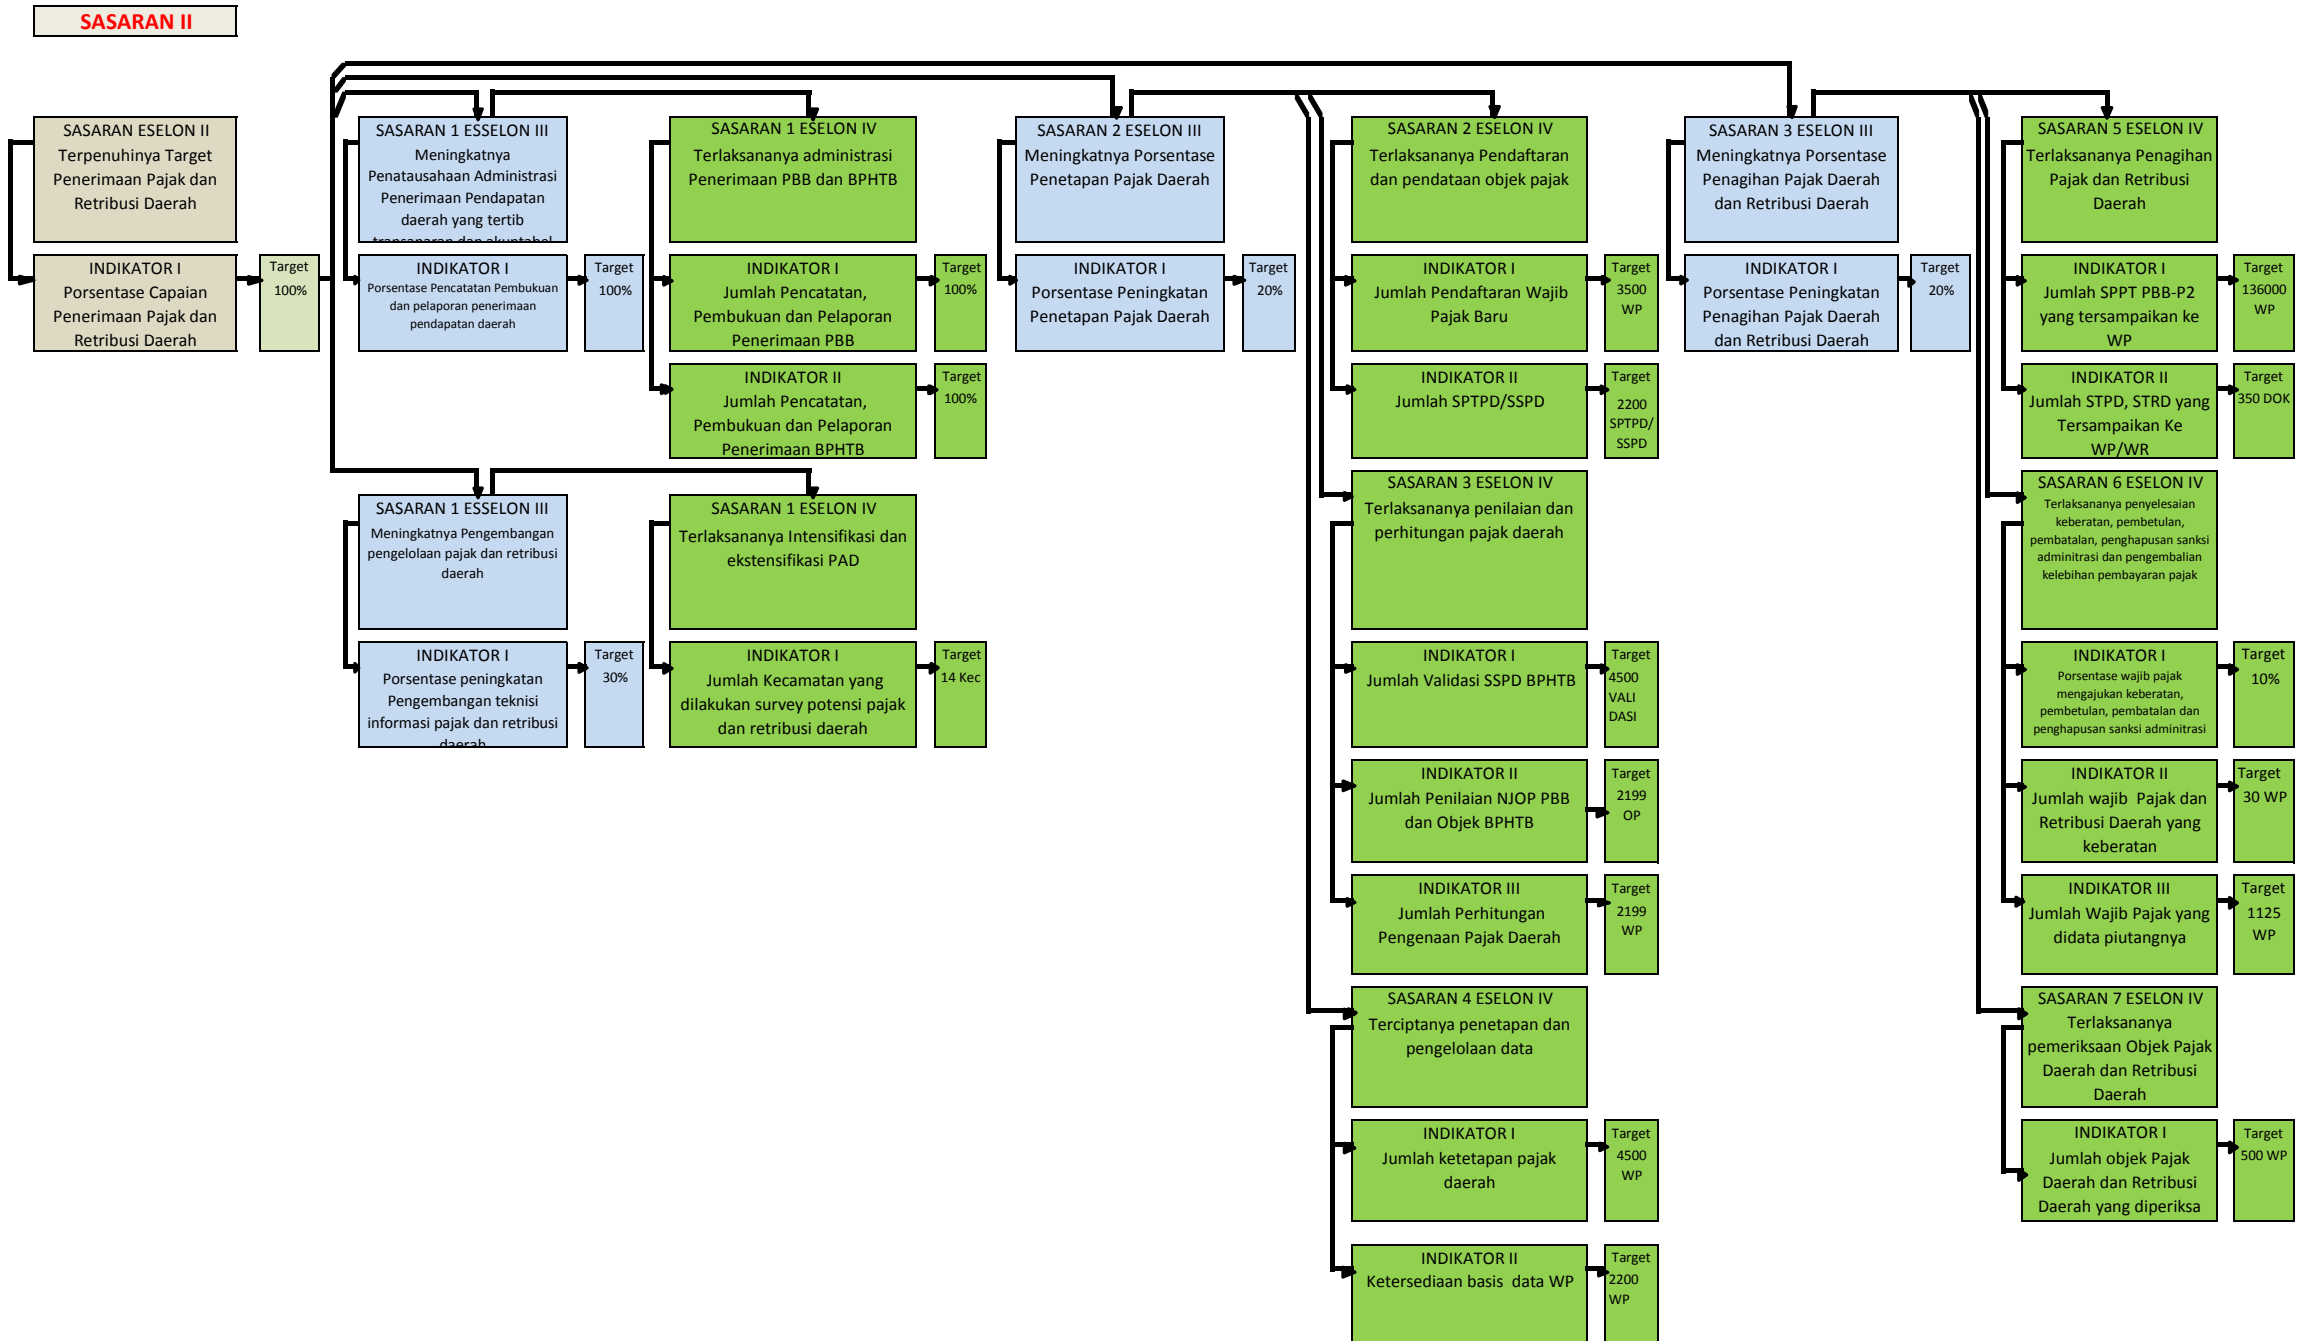 SASARAN II
SASARAN ESELON II
Terpenuhinya Target
Penerimaan Pajak dan
Retribusi Daerah
INDIKATOR I
Porsentase Capaian
Penerimaan Pajak dan
Retribusi Daerah
Target
100%
SASARAN 1 ESSELON III
Meningkatnya
Penatausahaan Administrasi
Penerimaan Pendapatan
daerah yang tertib
transparan dan akuntabel
INDIKATOR I
Porsentase Pencatatan Pembukuan
dan pelaporan penerimaan
pendapatan daerah
Target
100%
SASARAN 1 ESELON IV
Terlaksananya administrasi
Penerimaan PBB dan BPHTB
INDIKATOR I
Jumlah Pencatatan,
Pembukuan dan Pelaporan
Penerimaan PBB
Target
100%
INDIKATOR II
Jumlah Pencatatan,
Pembukuan dan Pelaporan
Penerimaan BPHTB
Target
100%
SASARAN 1 ESSELON III
Meningkatnya Pengembangan
pengelolaan pajak dan retribusi
daerah
INDIKATOR I
Porsentase peningkatan
Pengembangan teknisi
informasi pajak dan retribusi
daerah
Target
30%
SASARAN 1 ESELON IV
Terlaksananya Intensifikasi dan
ekstensifikasi PAD
INDIKATOR I
Jumlah Kecamatan yang
dilakukan survey potensi pajak
dan retribusi daerah
Target
14 Kec
SASARAN 2 ESELON III
Meningkatnya Porsentase
Penetapan Pajak Daerah
INDIKATOR I
Porsentase Peningkatan
Penetapan Pajak Daerah
Target
20%
SASARAN 2 ESELON IV
Terlaksananya Pendaftaran
dan pendataan objek pajak
INDIKATOR I
Jumlah Pendaftaran Wajib
Pajak Baru
Target
3500
WP
INDIKATOR II
Jumlah SPTPD/SSPD
Target
2200
SPTPD/
SSPD
SASARAN 3 ESELON IV
Terlaksananya penilaian dan
perhitungan pajak daerah
INDIKATOR I
Jumlah Validasi SSPD BPHTB
Target
4500
VALI
DASI
INDIKATOR II
Jumlah Penilaian NJOP PBB
dan Objek BPHTB
Target
2199
OP
INDIKATOR III
Jumlah Perhitungan
Pengenaan Pajak Daerah
Target
2199
WP
SASARAN 4 ESELON IV
Terciptanya penetapan dan
pengelolaan data
INDIKATOR I
Jumlah ketetapan pajak
daerah
Target
4500
WP
INDIKATOR II
Ketersediaan basis  data WP
Target
2200
WP
SASARAN 3 ESELON III
Meningkatnya Porsentase
Penagihan Pajak Daerah
dan Retribusi Daerah
INDIKATOR I
Porsentase Peningkatan
Penagihan Pajak Daerah
dan Retribusi Daerah
Target
20%
SASARAN 5 ESELON IV
Terlaksananya Penagihan
Pajak dan Retribusi
Daerah
INDIKATOR I
Jumlah SPPT PBB-P2
yang tersampaikan ke
WP
Target
136000
WP
INDIKATOR II
Jumlah STPD, STRD yang
Tersampaikan Ke
WP/WR
Target
350 DOK
SASARAN 6 ESELON IV
Terlaksananya penyelesaian
keberatan, pembetulan,
pembatalan, penghapusan sanksi
adminitrasi dan pengembalian
kelebihan pembayaran pajak
INDIKATOR I
Porsentase wajib pajak
mengajukan keberatan,
pembetulan, pembatalan dan
penghapusan sanksi adminitrasi
Target
10%
INDIKATOR II
Jumlah wajib  Pajak dan
Retribusi Daerah yang
keberatan
Target
30 WP
INDIKATOR III
Jumlah Wajib Pajak yang
didata piutangnya
Target
1125
WP
SASARAN 7 ESELON IV
Terlaksananya
pemeriksaan Objek Pajak
Daerah dan Retribusi
Daerah
INDIKATOR I
Jumlah objek Pajak
Daerah dan Retribusi
Daerah yang diperiksa
Target
500 WP